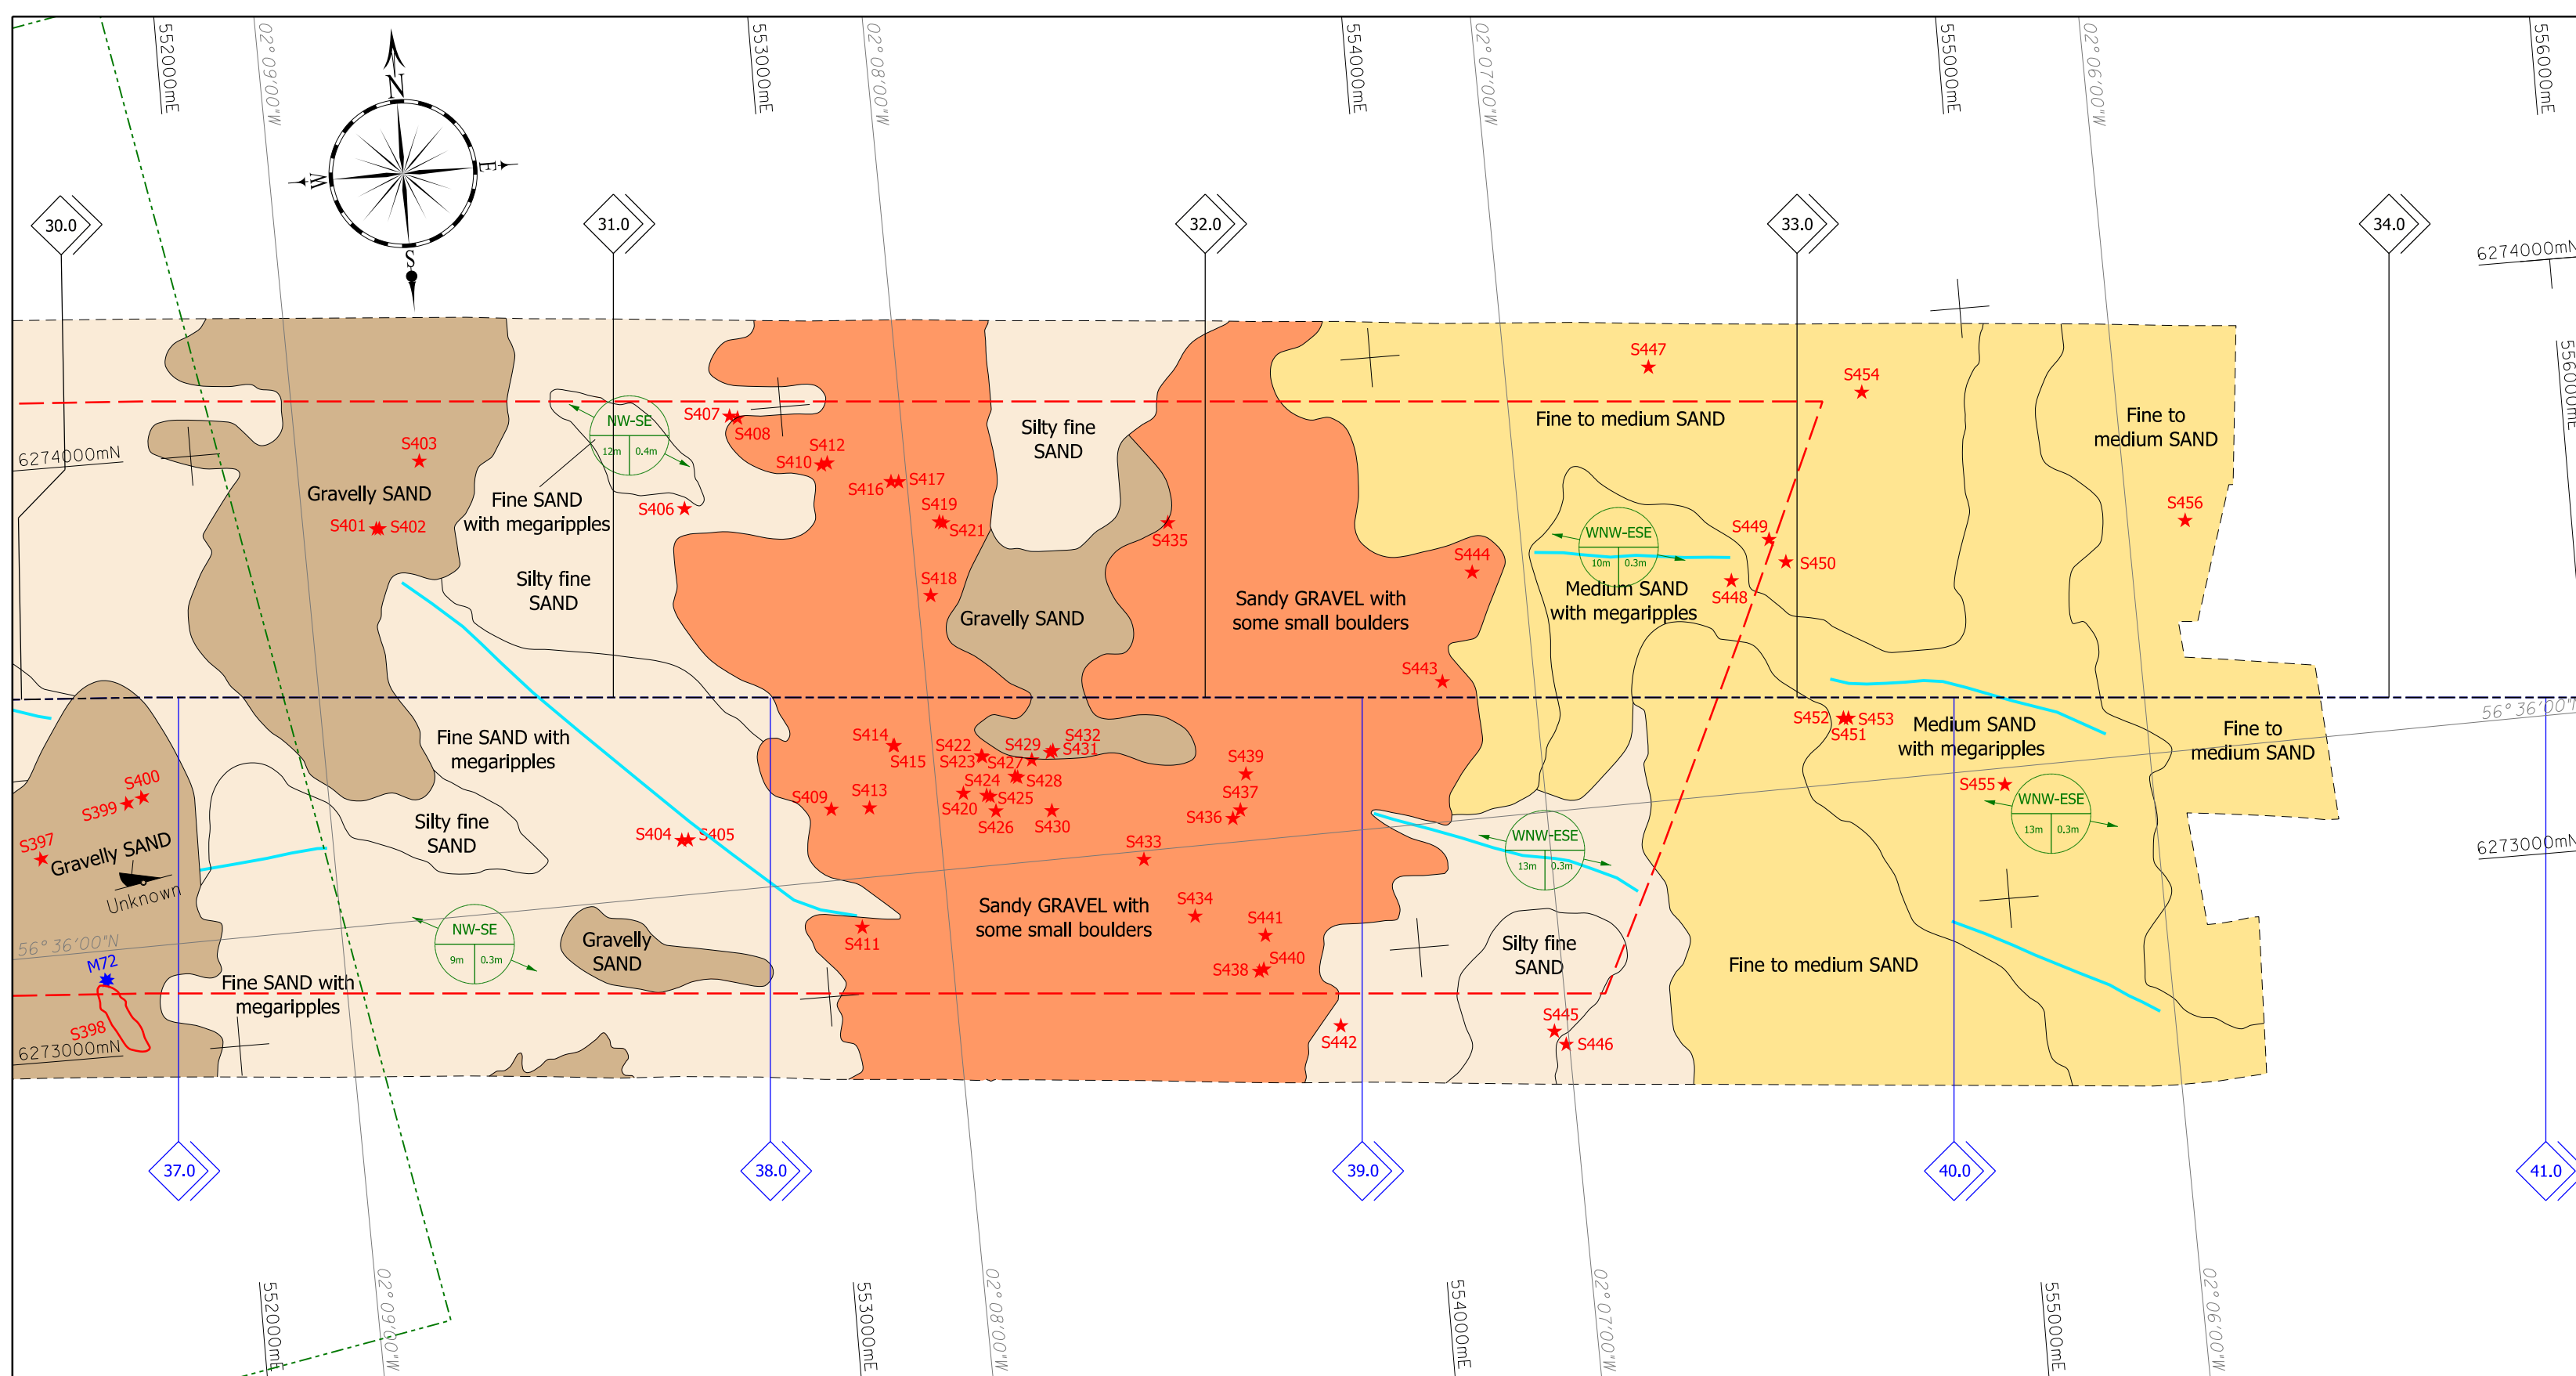 552000mE
02° 09'00"W
553000mE
02° 08'00"W
554000mE
02° 07'00"W
555000mE
02° 06'00"W
556000mE
N
E
W
S
30.0
31.0
32.0
33.0
34.0
6274000mN
556000mE
S447
S454
NW-SE
12m
0.4m
S407
S408
Fine to medium SAND
Fine to
medium SAND
Silty fine
SAND
S403
S412
S410
6274000mN
Gravelly SAND
Fine SAND
with megaripples
S406
S416
S417
S419
S421
S435
S456
S401
S402
WNW-ESE
10m
0.3m
S449
S450
S444
Silty fine
SAND
S418
Medium SAND
with megaripples
S448
Sandy GRAVEL with
some small boulders
Gravelly SAND
S443
56° 36'00"N
S452
S453
S451
Medium SAND
with megaripples
Fine to
medium SAND
Fine SAND with
megaripples
S414
S415
S422
S423
S429
S432
S431
S427
S428
S439
S424
S425
S420
S426
S430
S437
S436
S409
S413
S455
WNW-ESE
13m
0.3m
S400
S399
S397
Gravelly SAND
Unknown
Silty fine
SAND
S404
S405
S433
WNW-ESE
13m
0.3m
6273000mN
NW-SE
9m
0.3m
Gravelly
SAND
S411
Sandy GRAVEL with
some small boulders
S434
S441
S438
S440
Silty fine
SAND
Fine to medium SAND
56° 36'00"N
M72
Fine SAND with
megaripples
S398
6273000mN
S442
S445
S446
37.0
38.0
39.0
40.0
41.0
552000mE
02° 09'00"W
553000mE
02° 08'00"W
554000mE
02° 07'00"W
555000mE
02° 06'00"W